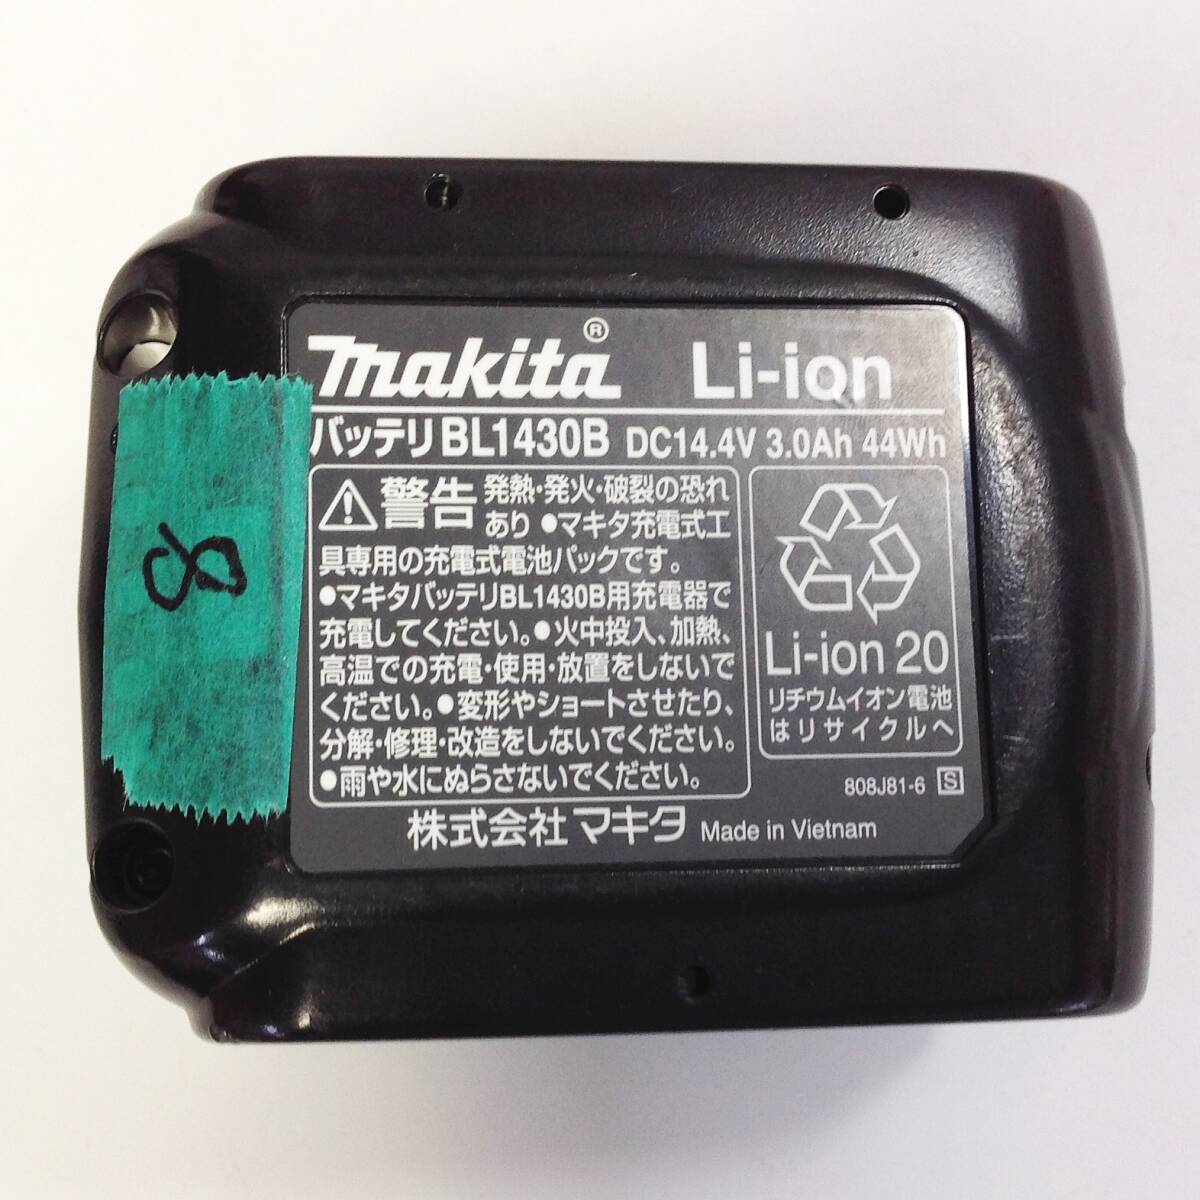 makita® Li-ion
バッテリBL1430B DC14.4V 3.0Ah 44Wh
警告 発熱・発火・破裂の恐れ
あり ●マキタ充電式工
具専用の充電式電池パックです。
●マキタバッテリBL1430B用充電器で
充電してください。●火中投入、加熱、
高温での充電・使用・放置をしないで
ください。●変形やショートさせたり、
分解・修理・改造をしないでください。
●雨や水にぬらさないでください。
Li-ion 20
リチウムイオン電池
はリサイクルへ
808J81-6 S
株式会社マキタ Made in Vietnam
8